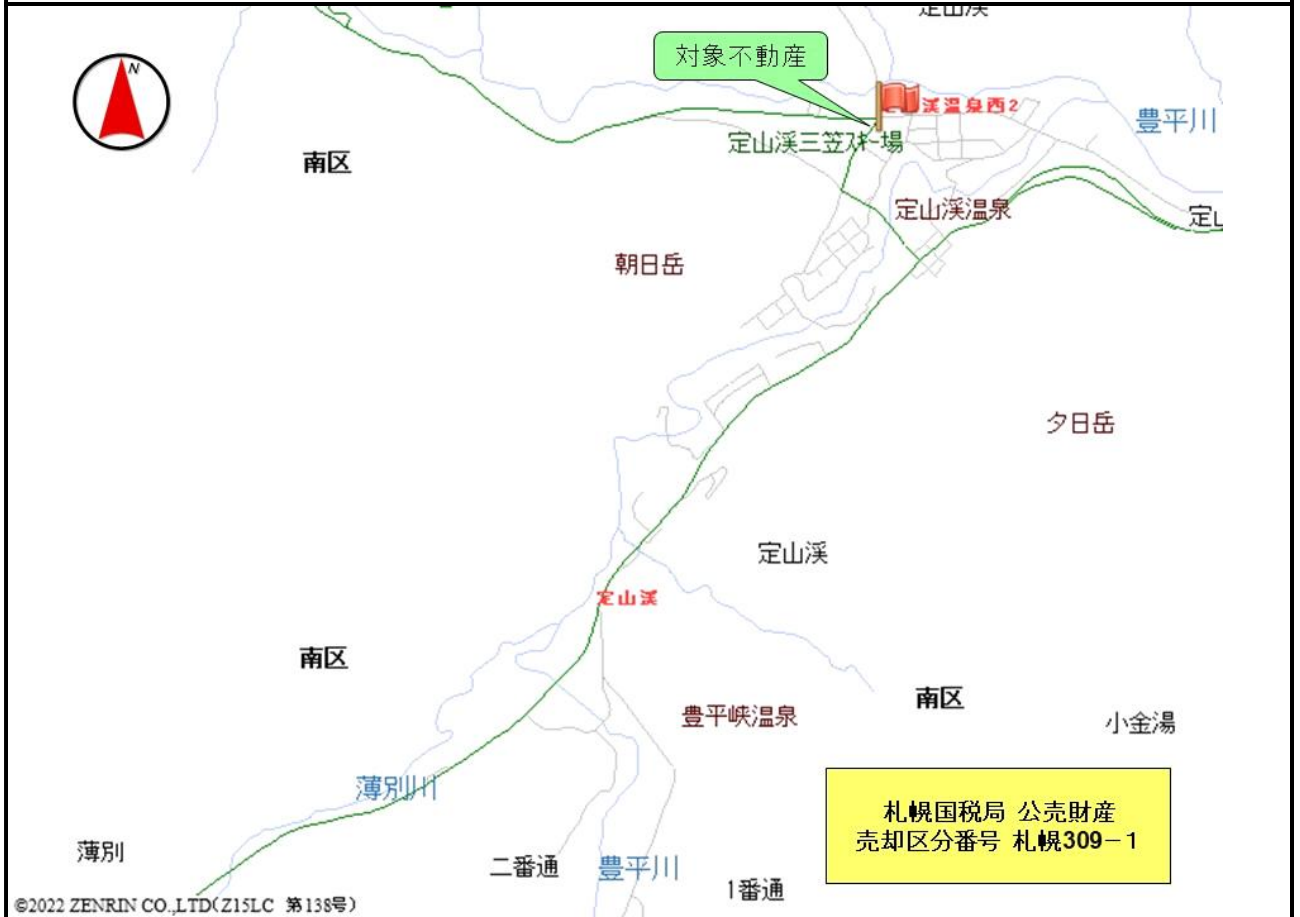 定山渓
N
対象不動産
渓温泉西2
豊平川
定山渓三笠スキー場
南区
定山渓温泉
定山
朝日岳
夕日岳
定山渓
定山渓
南区
南区
豊平峡温泉
小金湯
薄別川
札幌国税局 公売財産
売却区分番号 札幌309-1
薄別
二番通
豊平川
1番通
©2022 ZENRIN CO.,LTD(Z15LC 第138号)